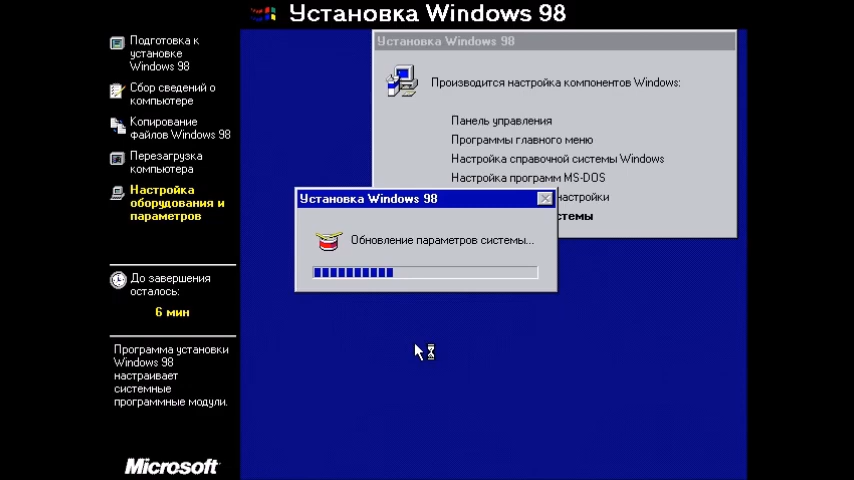 Установка Windows 98
Подготовка к
установке
Windows 98
Сбор сведений о
компьютере
Копирование
файлов Windows 98
Перезагрузка
компьютера
Настройка
оборудования и
параметров
До завершения
осталось:
6 мин
Программа установки
Windows 98
настраивает
системные
программные модули.
Microsoft
Установка Windows 98
Производится настройка компонентов Windows:
Панель управления
Программы главного меню
Настройка справочной системы Windows
Настройка программ MS-DOS
настройки
стемы
Установка Windows 98
Обновление параметров системы...